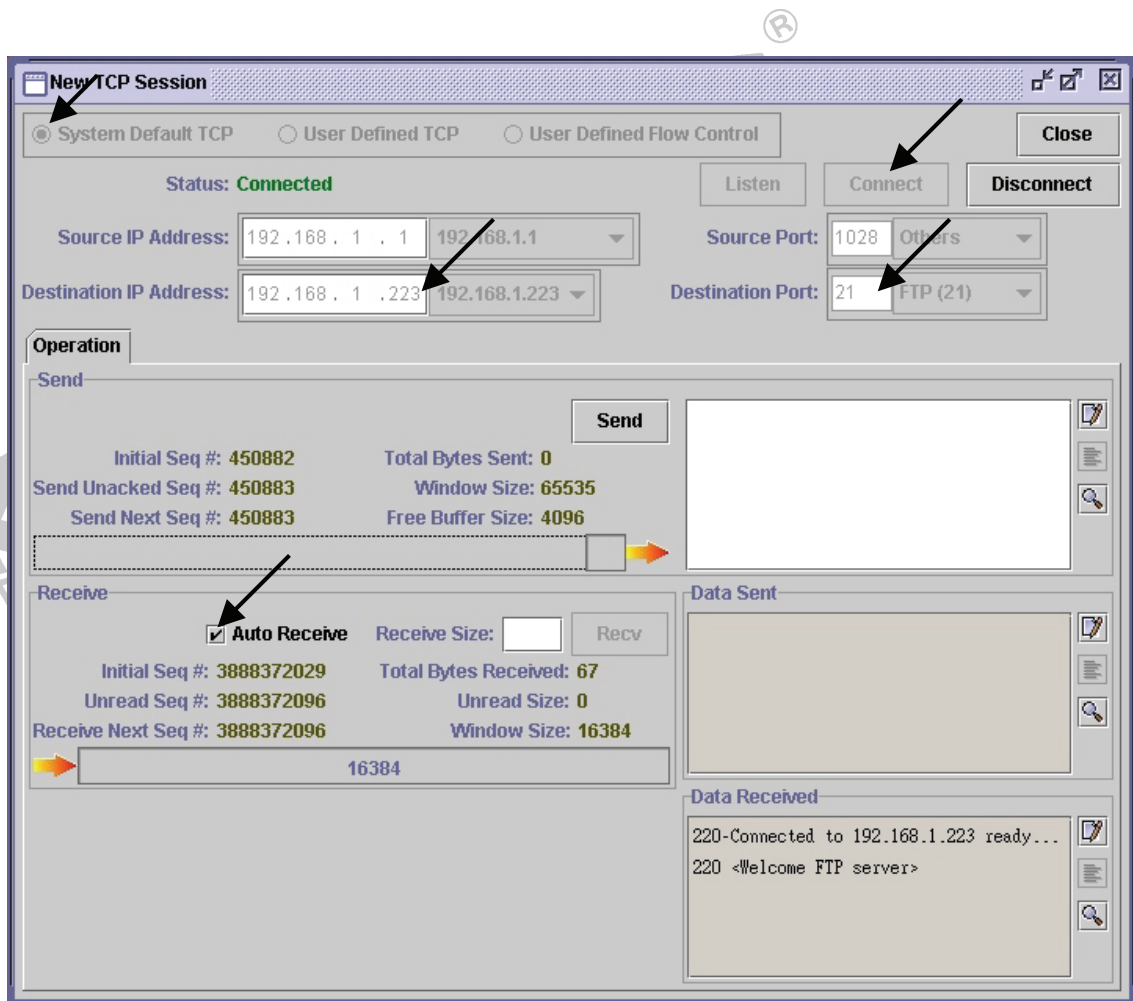 ®
New TCP Session
System Default TCP User Defined TCP User Defined Flow Control Close
Status: Connected Listen Connect Disconnect
Source IP Address: 192.168. 1 . 1 192.168.1.1 Source Port: 1028 Others
Destination IP Address: 192.168. 1 .223 192.168.1.223 Destination Port: 21 FTP (21)
Operation
Send
Send
Initial Seq #: 450882 Total Bytes Sent: 0
Send Unacked Seq #: 450883 Window Size: 65535
Send Next Seq #: 450883 Free Buffer Size: 4096
Receive
Auto Receive Receive Size: Recv
Initial Seq #: 3888372029 Total Bytes Received: 67
Unread Seq #: 3888372096 Unread Size: 0
Receive Next Seq #: 3888372096 Window Size: 16384
16384
Data Sent
Data Received
220-Connected to 192.168.1.223 ready...
220 <Welcome FTP server>